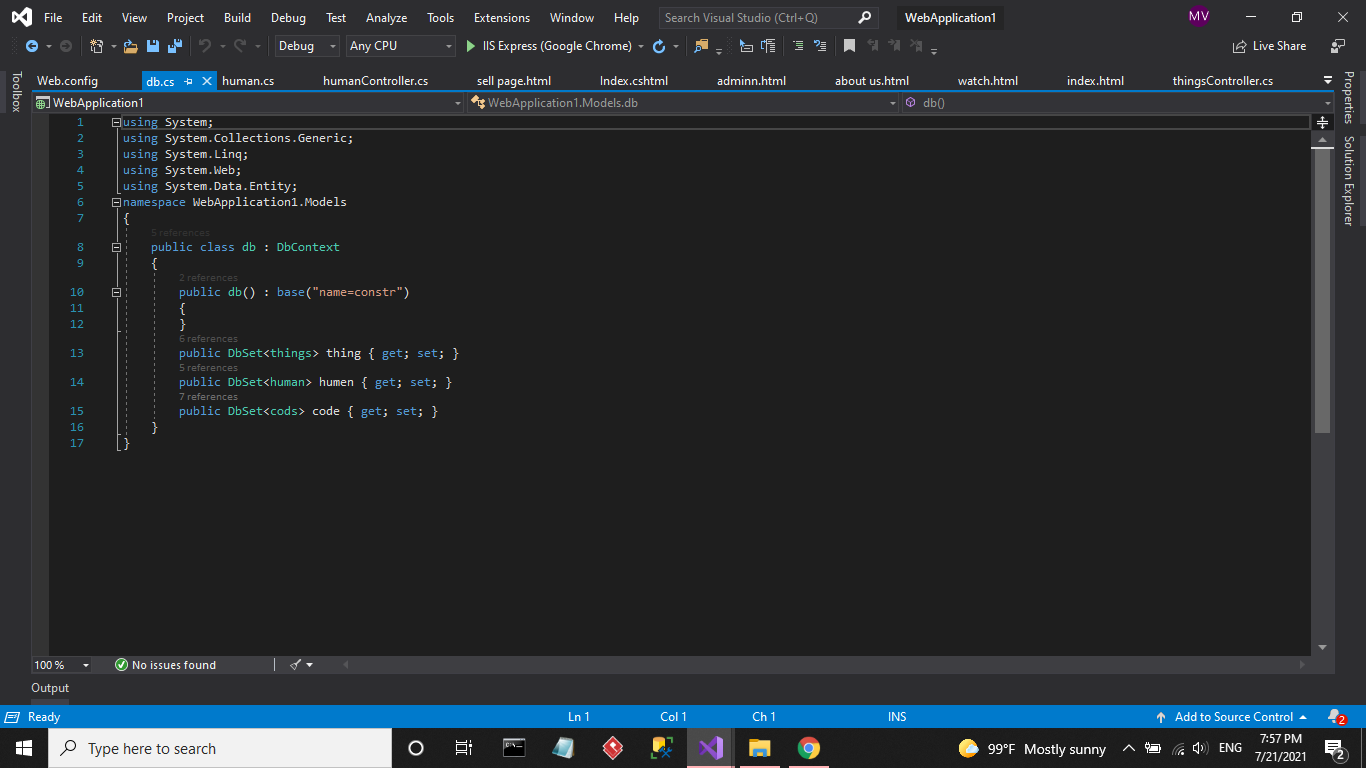 File Edit View Project Build Debug Test Analyze Tools Extensions Window Help Search Visual Studio (Ctrl+Q) WebApplication1 MV
Debug Any CPU IIS Express (Google Chrome) Live Share
Web.config db.cs human.cs humanController.cs sell page.html Index.cshtml adminn.html about us.html watch.html index.html thingsController.cs
Toolbox
Properties
Solution Explorer
WebApplication1 WebApplication1.Models.db db()
1 using System;
2 using System.Collections.Generic;
3 using System.Linq;
4 using System.Web;
5 using System.Data.Entity;
6 namespace WebApplication1.Models
7 {
5 references
8 public class db : DbContext
9 {
2 references
10 public db() : base("name=constr")
11 {
12 }
6 references
13 public DbSet<things> thing { get; set; }
5 references
14 public DbSet<human> humen { get; set; }
7 references
15 public DbSet<cods> code { get; set; }
16 }
17 }
100 % No issues found
Output
Ready Ln 1 Col 1 Ch 1 INS Add to Source Control 2
Type here to search 99°F Mostly sunny ENG 7:57 PM
7/21/2021 2